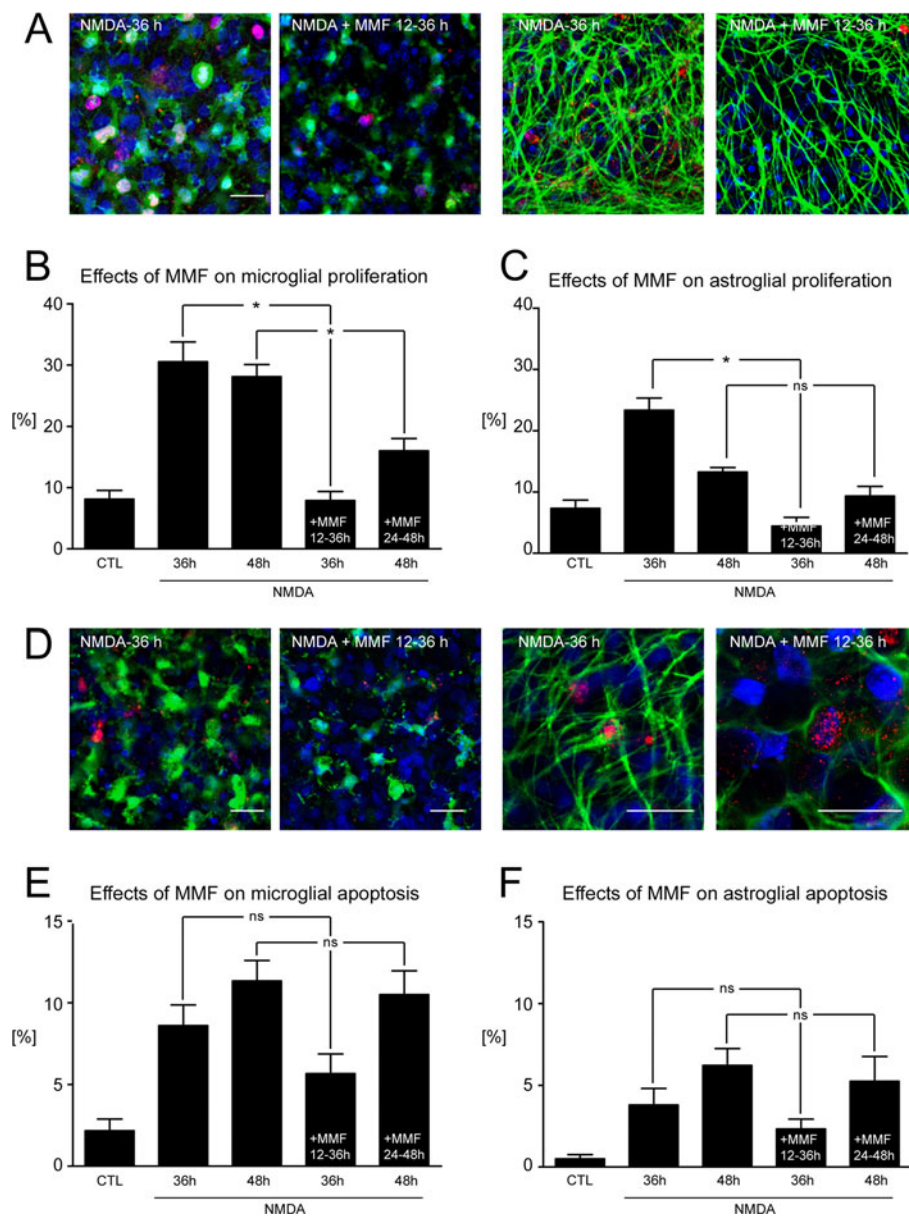 A
NMDA-36 h
NMDA + MMF 12-36 h
NMDA-36 h
NMDA + MMF 12-36 h
B
Effects of MMF on microglial proliferation
40
30
20
10
0
[%]
*
*
+MMF
12-36h
+MMF
24-48h
CTL
36h
48h
36h
48h
NMDA
C
Effects of MMF on astroglial proliferation
40
30
20
10
0
[%]
*
ns
+MMF
12-36h
+MMF
24-48h
CTL
36h
48h
36h
48h
NMDA
D
NMDA-36 h
NMDA + MMF 12-36 h
NMDA-36 h
NMDA + MMF 12-36 h
E
Effects of MMF on microglial apoptosis
15
10
5
0
[%]
ns
ns
+MMF
12-36h
+MMF
24-48h
CTL
36h
48h
36h
48h
NMDA
F
Effects of MMF on astroglial apoptosis
15
10
5
0
[%]
ns
ns
+MMF
12-36h
+MMF
24-48h
CTL
36h
48h
36h
48h
NMDA